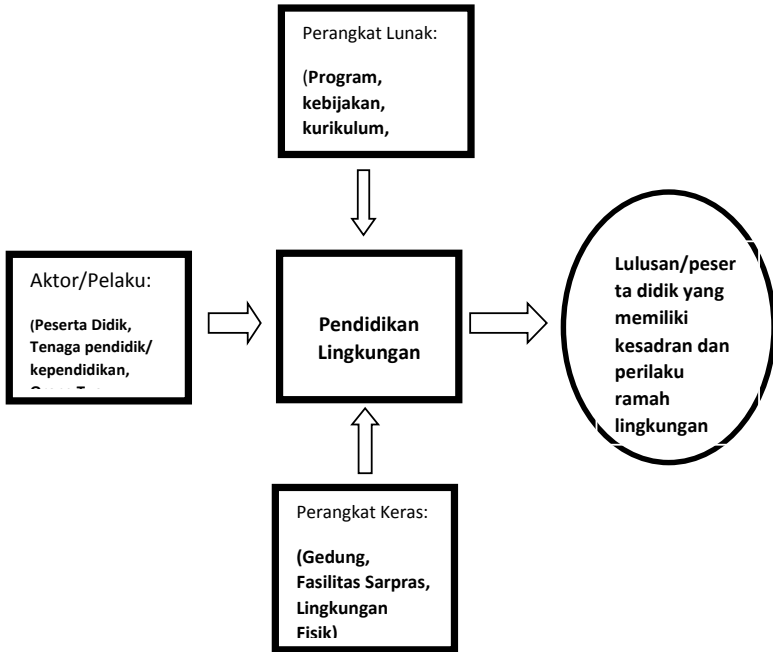 Perangkat Lunak:
(Program,
kebijakan,
kurikulum,
Aktor/Pelaku:
(Peserta Didik,
Tenaga pendidik/
kependidikan,
Pendidikan
Lingkungan
Lulusan/peser
ta didik yang
memiliki
kesadran dan
perilaku
ramah
lingkungan
Perangkat Keras:
(Gedung,
Fasilitas Sarpras,
Lingkungan
Fisik)